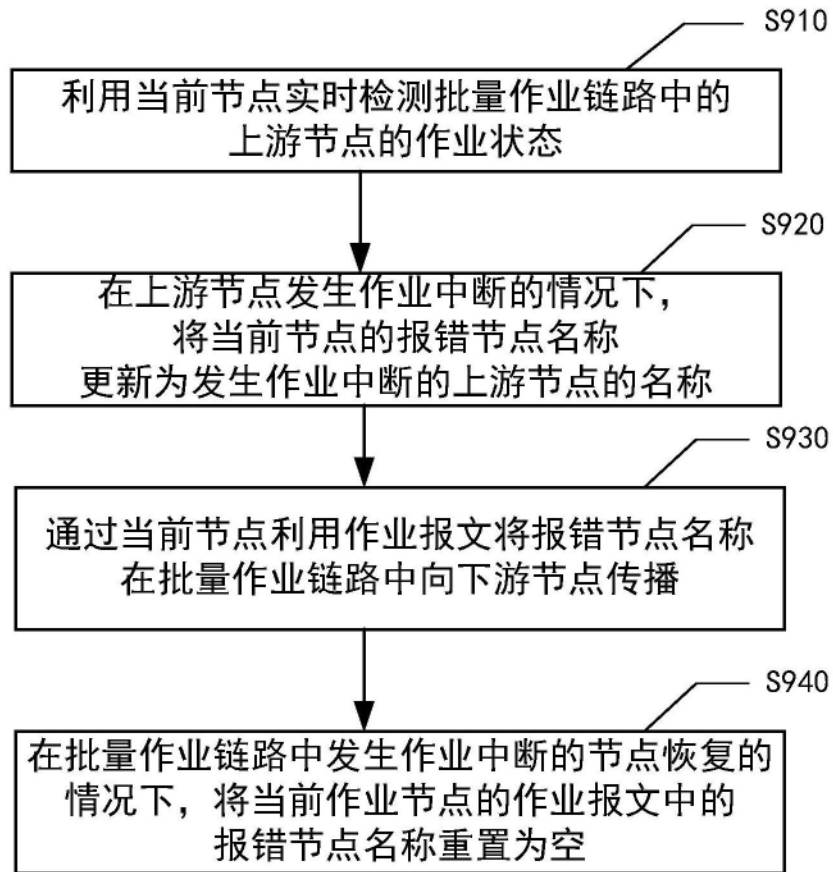 S910
利用当前节点实时检测批量作业链路中的
上游节点的作业状态
S920
在上游节点发生作业中断的情况下，
将当前节点的报错节点名称
更新为发生作业中断的上游节点的名称
S930
通过当前节点利用作业报文将报错节点名称
在批量作业链路中向下游节点传播
S940
在批量作业链路中发生作业中断的节点恢复的
情况下，将当前作业节点的作业报文中的
报错节点名称重置为空